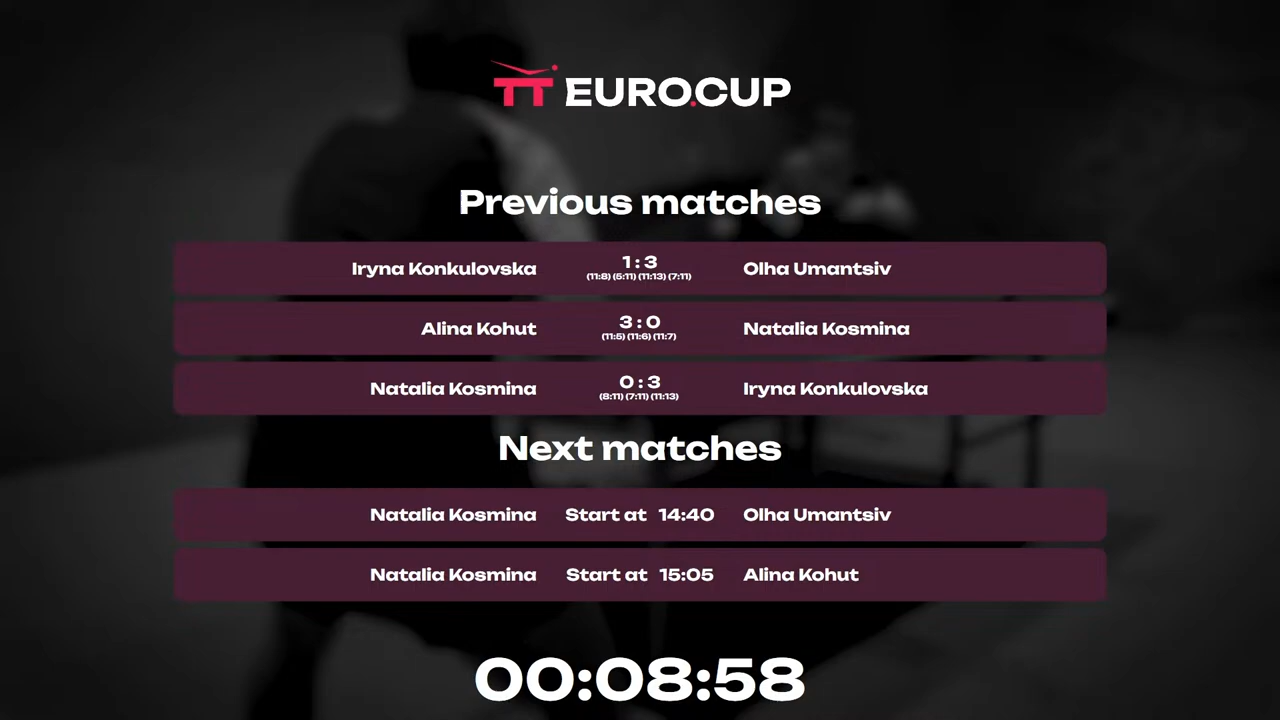 TT EURO.CUP
Previous matches
Iryna Konkulovska 1 : 3 Olha Umantsiv
(11:8) (5:11) (11:13) (7:11)
Alina Kohut 3 : 0 Natalia Kosmina
(11:5) (11:6) (11:7)
Natalia Kosmina 0 : 3 Iryna Konkulovska
(8:11) (7:11) (11:13)
Next matches
Natalia Kosmina Start at 14:40 Olha Umantsiv
Natalia Kosmina Start at 15:05 Alina Kohut
00:08:58